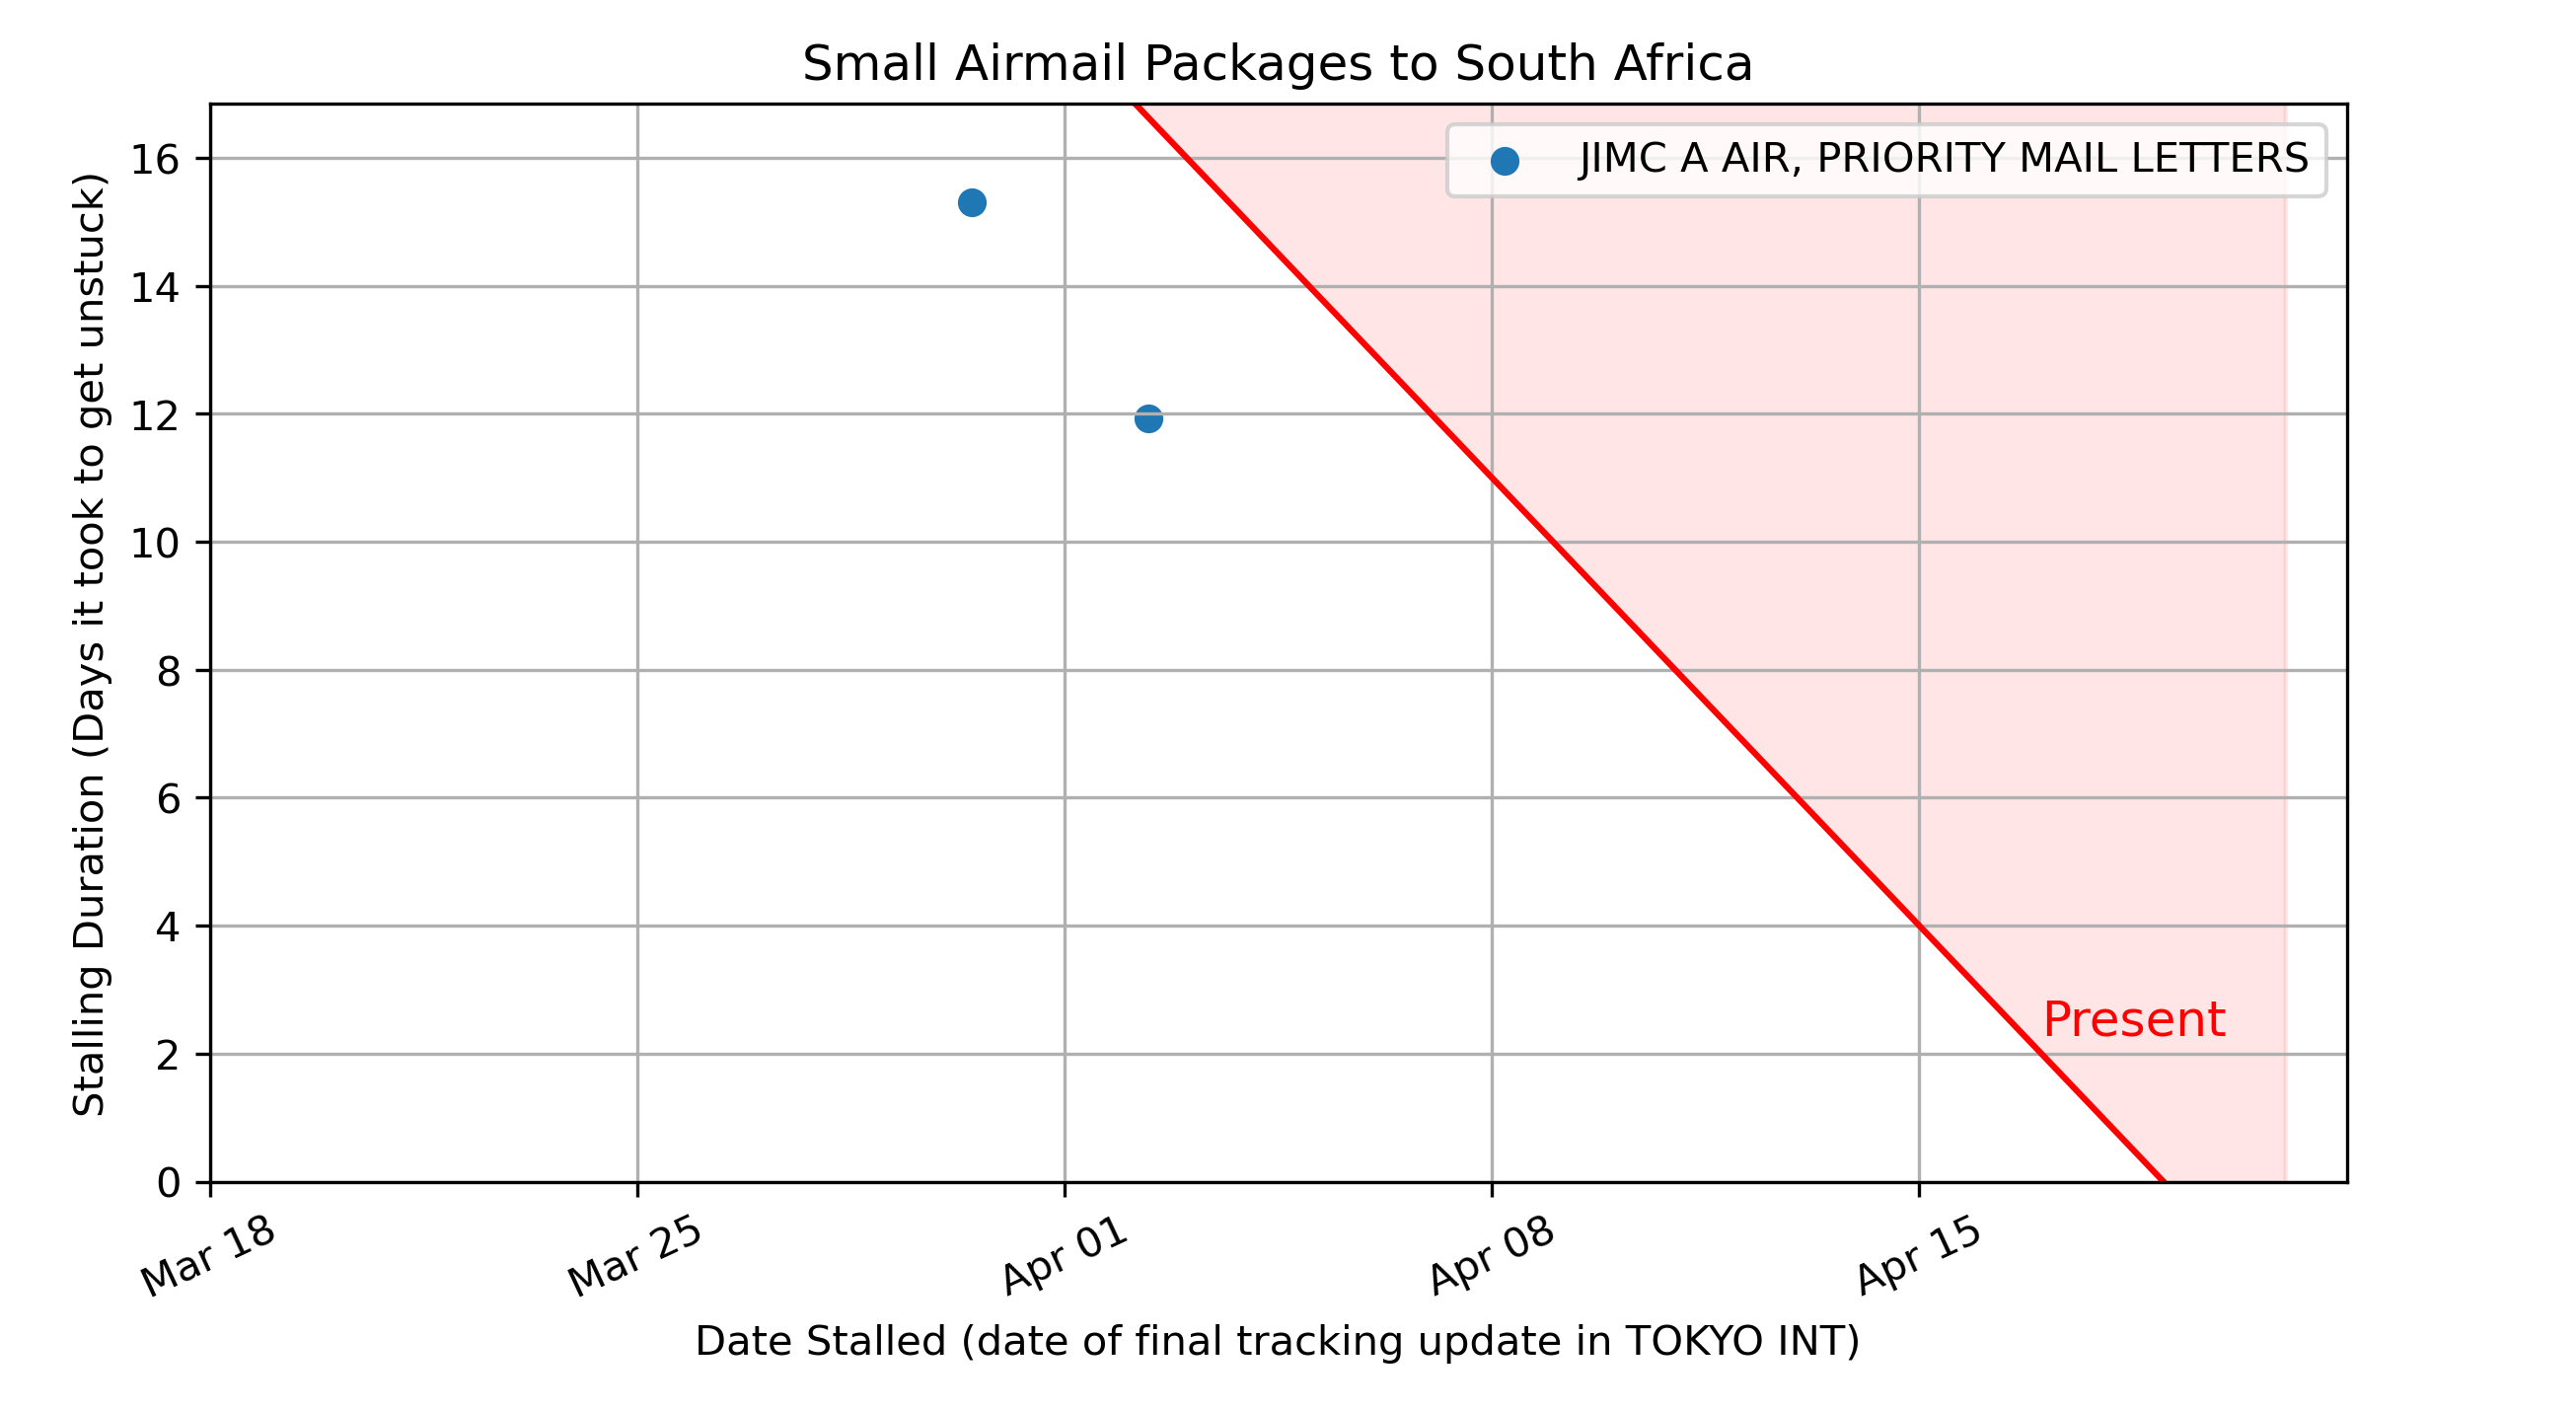 Small Airmail Packages to South Africa
JIMC A AIR, PRIORITY MAIL LETTERS
Stalling Duration (Days it took to get unstuck)
16
14
12
10
8
6
4
2
0
Present
Mar 18
Mar 25
Apr 01
Apr 08
Apr 15
Date Stalled (date of final tracking update in TOKYO INT)